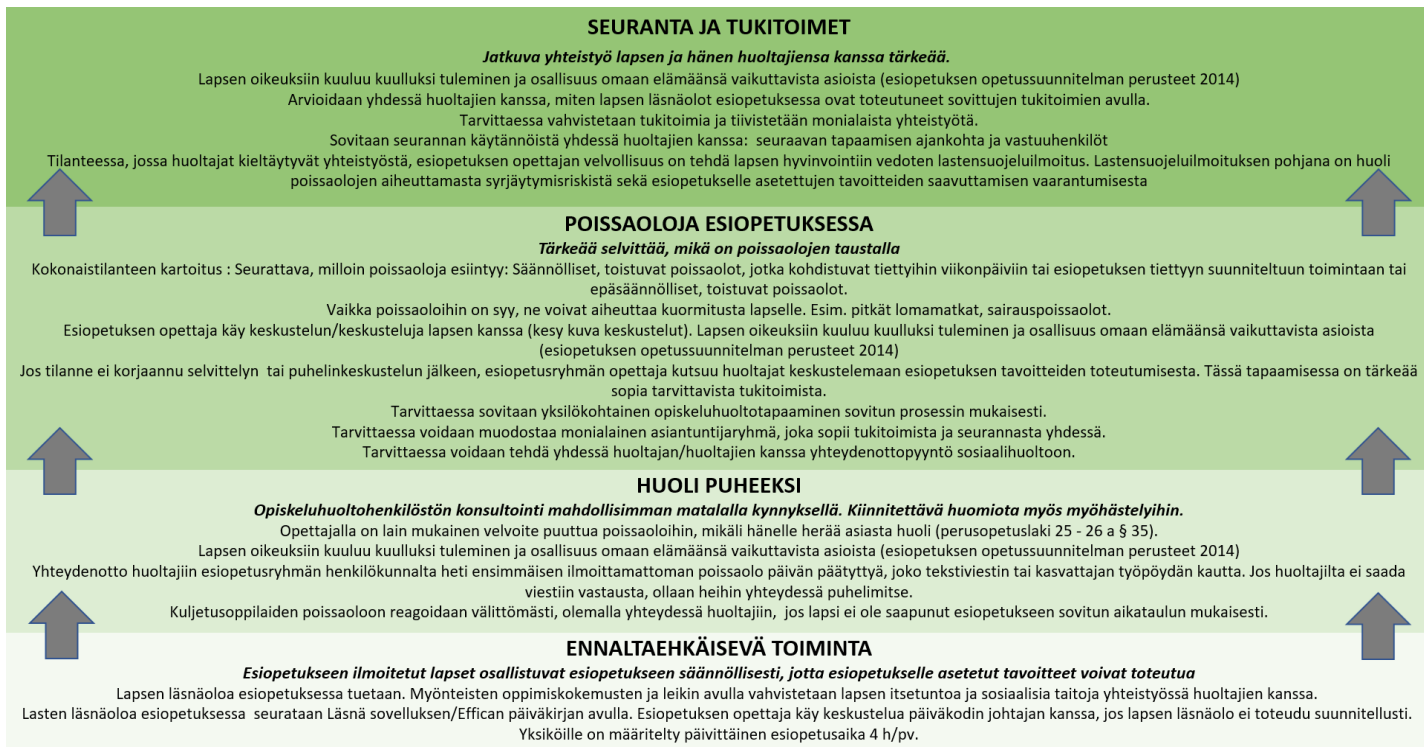 SEURANTA JA TUKITOIMET
Jatkuva yhteistyö lapsen ja hänen huoltajiensa kanssa tärkeää.
Lapsen oikeuksiin kuuluu kuulluksi tuleminen ja osallisuus omaan elämäänsä vaikuttavista asioista (esiopetuksen opetussuunnitelman perusteet 2014)
Arvioidaan yhdessä huoltajien kanssa, miten lapsen läsnäolot esiopetuksessa ovat toteutuneet sovittujen tukitoimien avulla.
Tarvittaessa vahvistetaan tukitoimia ja tiivistetään monialaista yhteistyötä.
Sovitaan seurannan käytännöistä yhdessä huoltajien kanssa:  seuraavan tapaamisen ajankohta ja vastuuhenkilöt
Tilanteessa, jossa huoltajat kieltäytyvät yhteistyöstä, esiopetuksen opettajan velvollisuus on tehdä lapsen hyvinvointiin vedoten lastensuojeluilmoitus. Lastensuojeluilmoituksen pohjana on huoli
poissaolojen aiheuttamasta syrjäytymisriskistä sekä esiopetukselle asetettujen tavoitteiden saavuttamisen vaarantumisesta
POISSAOLOJA ESIOPETUKSESSA
Tärkeää selvittää, mikä on poissaolojen taustalla
Kokonaistilanteen kartoitus : Seurattava, milloin poissaoloja esiintyy: Säännölliset, toistuvat poissaolot, jotka kohdistuvat tiettyihin viikonpäiviin tai esiopetuksen tiettyyn suunniteltuun toimintaan tai
epäsäännölliset, toistuvat poissaolot.
Vaikka poissaoloihin on syy, ne voivat aiheuttaa kuormitusta lapselle. Esim. pitkät lomamatkat, sairauspoissaolot.
Esiopetuksen opettaja käy keskustelun/keskusteluja lapsen kanssa (kesy kuva keskustelut). Lapsen oikeuksiin kuuluu kuulluksi tuleminen ja osallisuus omaan elämäänsä vaikuttavista asioista
(esiopetuksen opetussuunnitelman perusteet 2014)
Jos tilanne ei korjaannu selvittelyn  tai puhelinkeskustelun jälkeen, esiopetusryhmän opettaja kutsuu huoltajat keskustelemaan esiopetuksen tavoitteiden toteutumisesta. Tässä tapaamisessa on tärkeää
sopia tarvittavista tukitoimista.
Tarvittaessa sovitaan yksilökohtainen opiskeluhuoltotapaaminen sovitun prosessin mukaisesti.
Tarvittaessa voidaan muodostaa monialainen asiantuntijaryhmä, joka sopii tukitoimista ja seurannasta yhdessä.
Tarvittaessa voidaan tehdä yhdessä huoltajan/huoltajien kanssa yhteydenottopyyntö sosiaalihuoltoon.
HUOLI PUHEEKSI
Opiskeluhuoltohenkilöstön konsultointi mahdollisimman matalalla kynnyksellä. Kiinnitettävä huomiota myös myöhästelyihin.
Opettajalla on lain mukainen velvoite puuttua poissaoloihin, mikäli hänelle herää asiasta huoli (perusopetuslaki 25 - 26 a § 35).
Lapsen oikeuksiin kuuluu kuulluksi tuleminen ja osallisuus omaan elämäänsä vaikuttavista asioista (esiopetuksen opetussuunnitelman perusteet 2014)
Yhteydenotto huoltajiin esiopetusryhmän henkilökunnalta heti ensimmäisen ilmoittamattoman poissaolo päivän päätyttyä, joko tekstiviestin tai kasvattajan työpöydän kautta. Jos huoltajilta ei saada
viestiin vastausta, ollaan heihin yhteydessä puhelimitse.
Kuljetusoppilaiden poissaoloon reagoidaan välittömästi, olemalla yhteydessä huoltajiin,  jos lapsi ei ole saapunut esiopetukseen sovitun aikataulun mukaisesti.
ENNALTAEHKÄISEVÄ TOIMINTA
Esiopetukseen ilmoitetut lapset osallistuvat esiopetukseen säännöllisesti, jotta esiopetukselle asetetut tavoitteet voivat toteutua
Lapsen läsnäoloa esiopetuksessa tuetaan. Myönteisten oppimiskokemusten ja leikin avulla vahvistetaan lapsen itsetuntoa ja sosiaalisia taitoja yhteistyössä huoltajien kanssa.
Lasten läsnäoloa esiopetuksessa  seurataan Läsnä sovelluksen/Effican päiväkirjan avulla. Esiopetuksen opettaja käy keskustelua päiväkodin johtajan kanssa, jos lapsen läsnäolo ei toteudu suunnitellusti.
Yksiköille on määritelty päivittäinen esiopetusaika 4 h/pv.